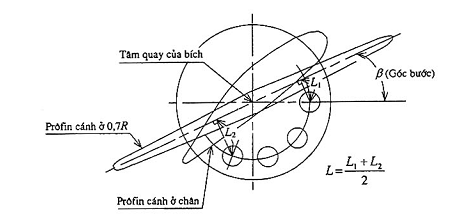 Tâm quay của bích
L₁
β (Góc bước)
Prôfin cánh ở 0,7R
L₂
Prôfin cánh ở chân
L = (L₁ + L₂) / 2